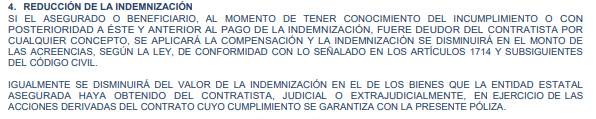 4. REDUCCIÓN DE LA INDEMNIZACIÓN
SI EL ASEGURADO O BENEFICIARIO, AL MOMENTO DE TENER CONOCIMIENTO DEL INCUMPLIMIENTO O CON
POSTERIORIDAD A ÉSTE Y ANTERIOR AL PAGO DE LA INDEMNIZACIÓN, FUERE DEUDOR DEL CONTRATISTA POR
CUALQUIER CONCEPTO, SE APLICARÁ LA COMPENSACIÓN Y LA INDEMNIZACIÓN SE DISMINUIRÁ EN EL MONTO DE
LAS ACREENCIAS, SEGÚN LA LEY, DE CONFORMIDAD CON LO SEÑALADO EN LOS ARTÍCULOS 1714 Y SUBSIGUIENTES
DEL CÓDIGO CIVIL.
IGUALMENTE SE DISMINUIRÁ DEL VALOR DE LA INDEMNIZACIÓN EN EL DE LOS BIENES QUE LA ENTIDAD ESTATAL
ASEGURADA HAYA OBTENIDO DEL CONTRATISTA, JUDICIAL O EXTRAJUDICIALMENTE, EN EJERCICIO DE LAS
ACCIONES DERIVADAS DEL CONTRATO CUYO CUMPLIMIENTO SE GARANTIZA CON LA PRESENTE PÓLIZA.